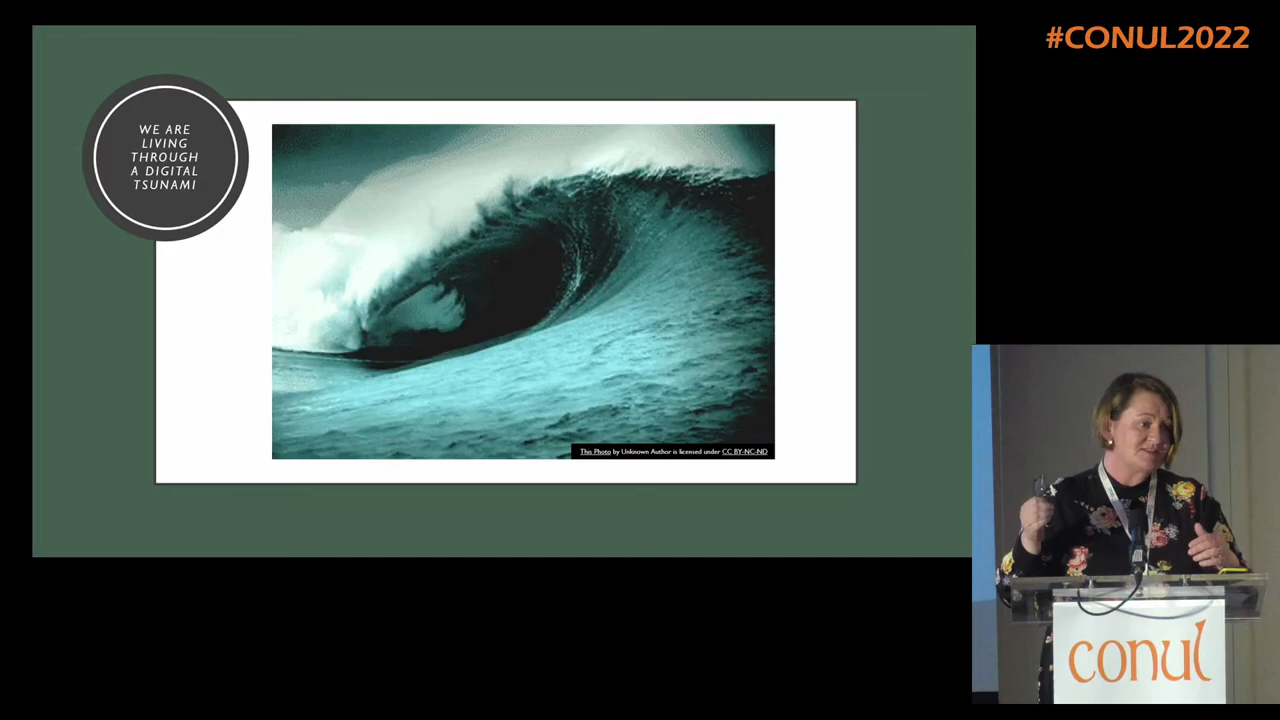 #CONUL2022
WE ARE
LIVING
THROUGH
A DIGITAL
TSUNAMI
This Photo by Unknown Author is licensed under CC BY-NC-ND
conul